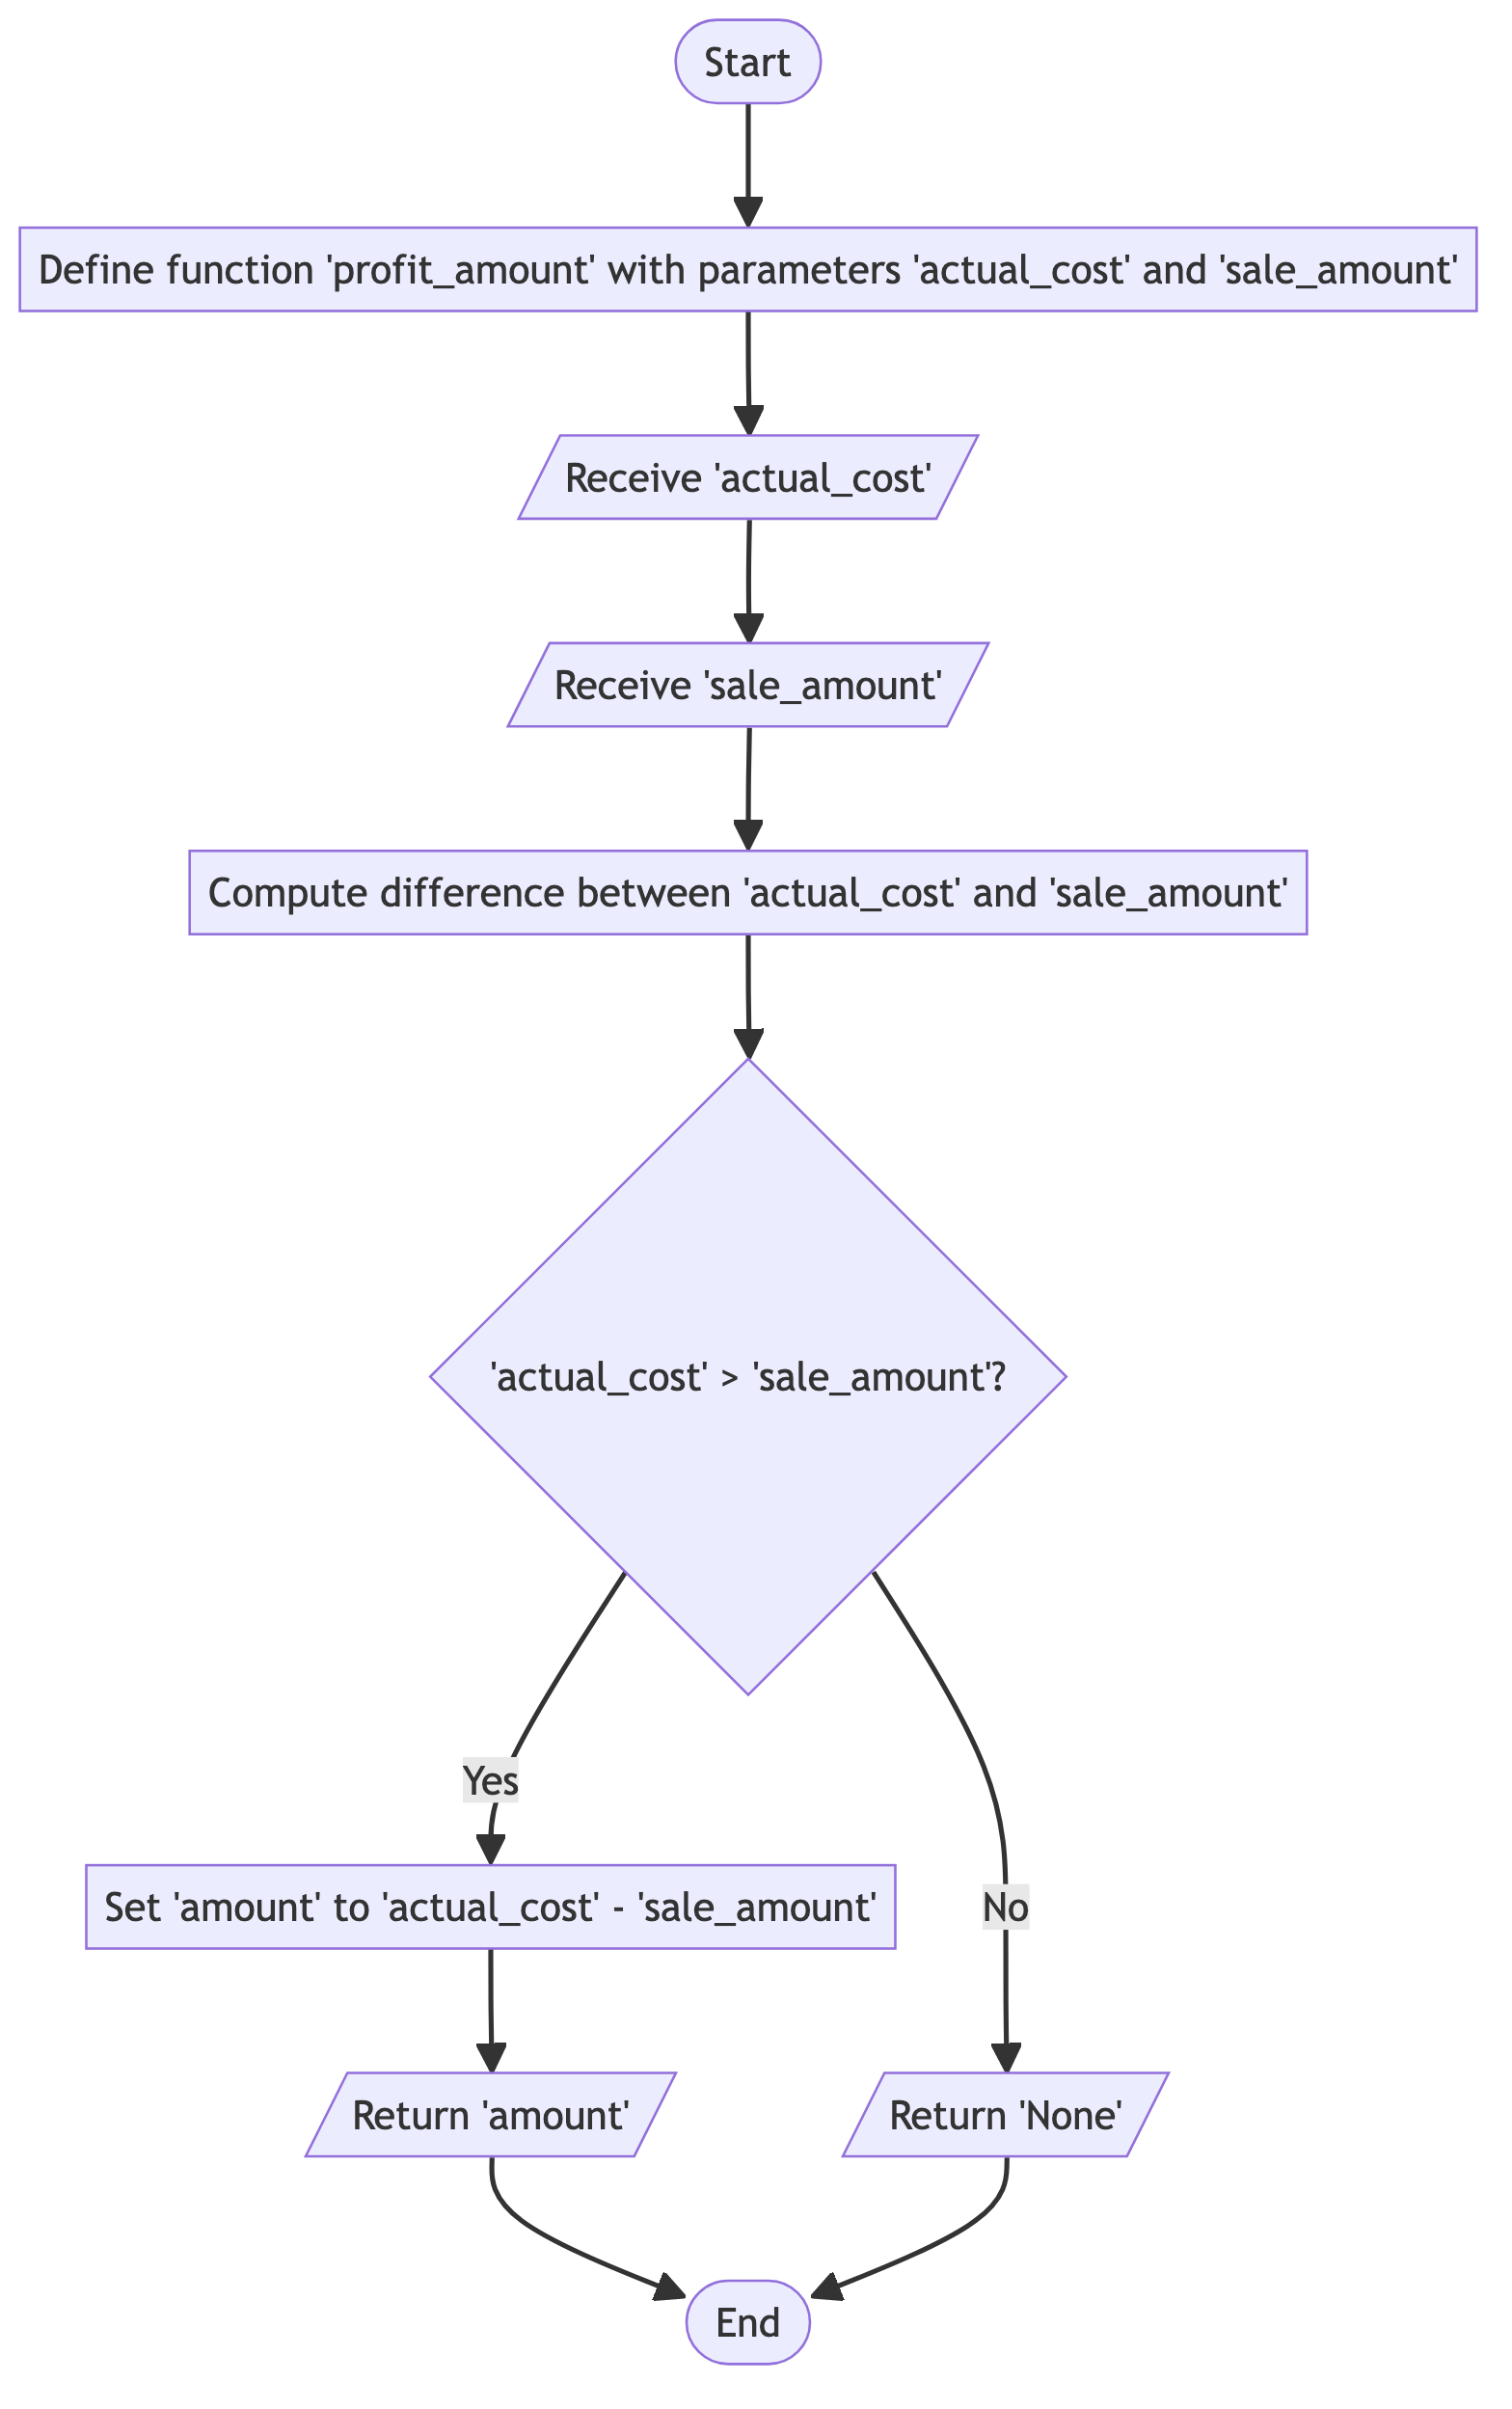 Start
Define function 'profit_amount' with parameters 'actual_cost' and 'sale_amount'
Receive 'actual_cost'
Receive 'sale_amount'
Compute difference between 'actual_cost' and 'sale_amount'
'actual_cost' > 'sale_amount'?
Yes
Set 'amount' to 'actual_cost' - 'sale_amount'
No
Return 'amount'
Return 'None'
End